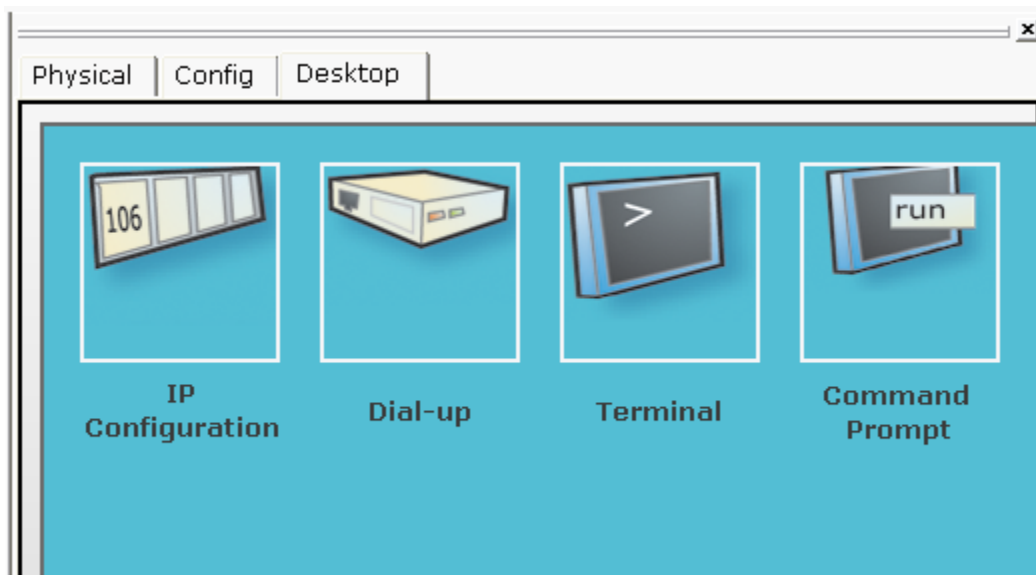 x
Physical Config Desktop
106
>
run
IP
Configuration
Dial-up
Terminal
Command
Prompt